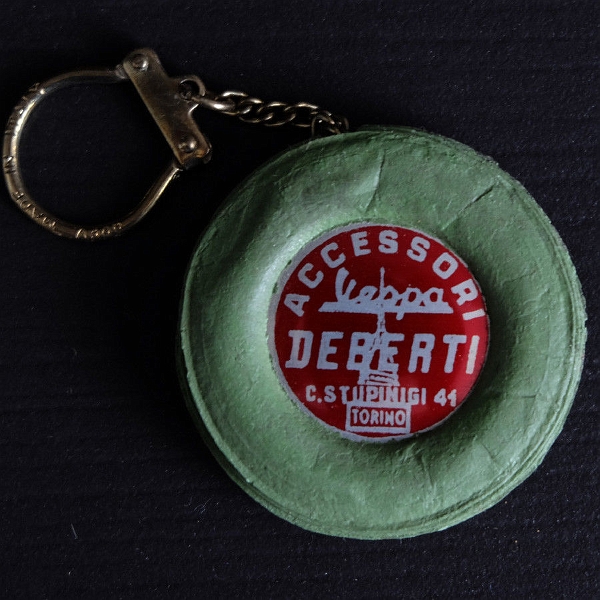 ACCESSORI
Vespa
DEBERTI
C.STUPINIGI 41
TORINO